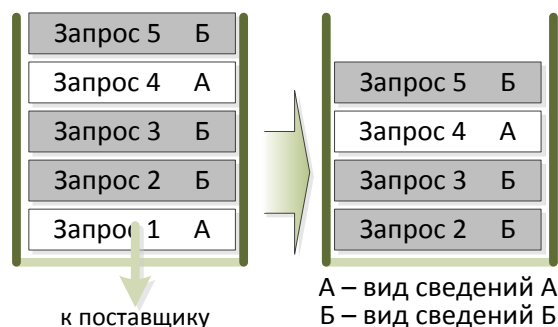 Запрос 5 Б
Запрос 4 А
Запрос 3 Б
Запрос 2 Б
Запрос 1 А
к поставщику
Запрос 5 Б
Запрос 4 А
Запрос 3 Б
Запрос 2 Б
А – вид сведений А
Б – вид сведений Б